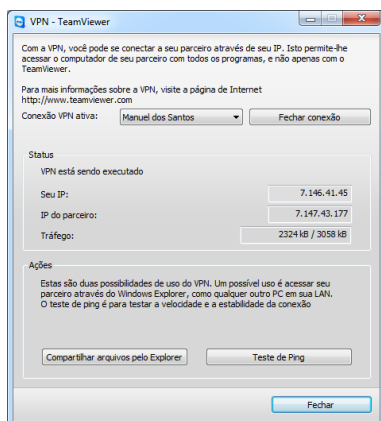 VPN - TeamViewer
Com a VPN, você pode se conectar a seu parceiro através de seu IP. Isto permite-lhe
acessar o computador de seu parceiro com todos os programas, e não apenas com o
TeamViewer.
Para mais informações sobre a VPN, visite a página de Internet
http://www.teamviewer.com
Conexão VPN ativa: Manuel dos Santos Fechar conexão
Status
VPN está sendo executado
Seu IP: 7.146.41.45
IP do parceiro: 7.147.43.177
Tráfego: 2324 kB / 3058 kB
Ações
Estas são duas possibilidades de uso do VPN. Um possível uso é acessar seu
parceiro através do Windows Explorer, como qualquer outro PC em sua LAN.
O teste de ping é para testar a velocidade e a estabilidade da conexão
Compartilhar arquivos pelo Explorer Teste de Ping
Fechar